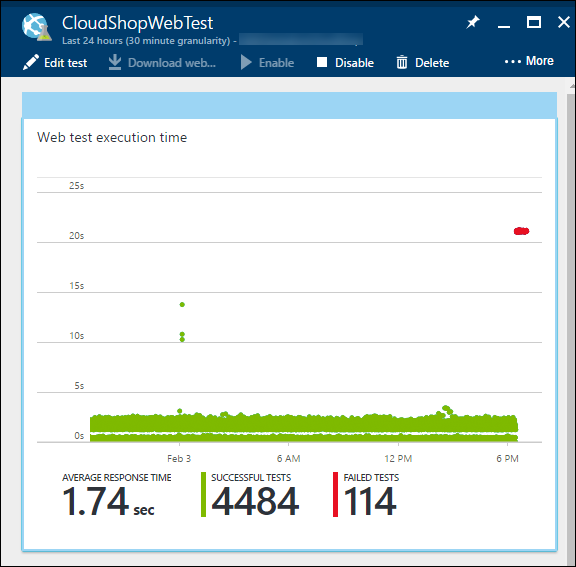 CloudShopWebTest
Last 24 hours (30 minute granularity) -
Edit test Download web... Enable Disable Delete ••• More
Web test execution time
25s
20s
15s
10s
5s
0s
Feb 3 6 AM 12 PM 6 PM
AVERAGE RESPONSE TIME SUCCESSFUL TESTS FAILED TESTS
1.74 sec 4484 114